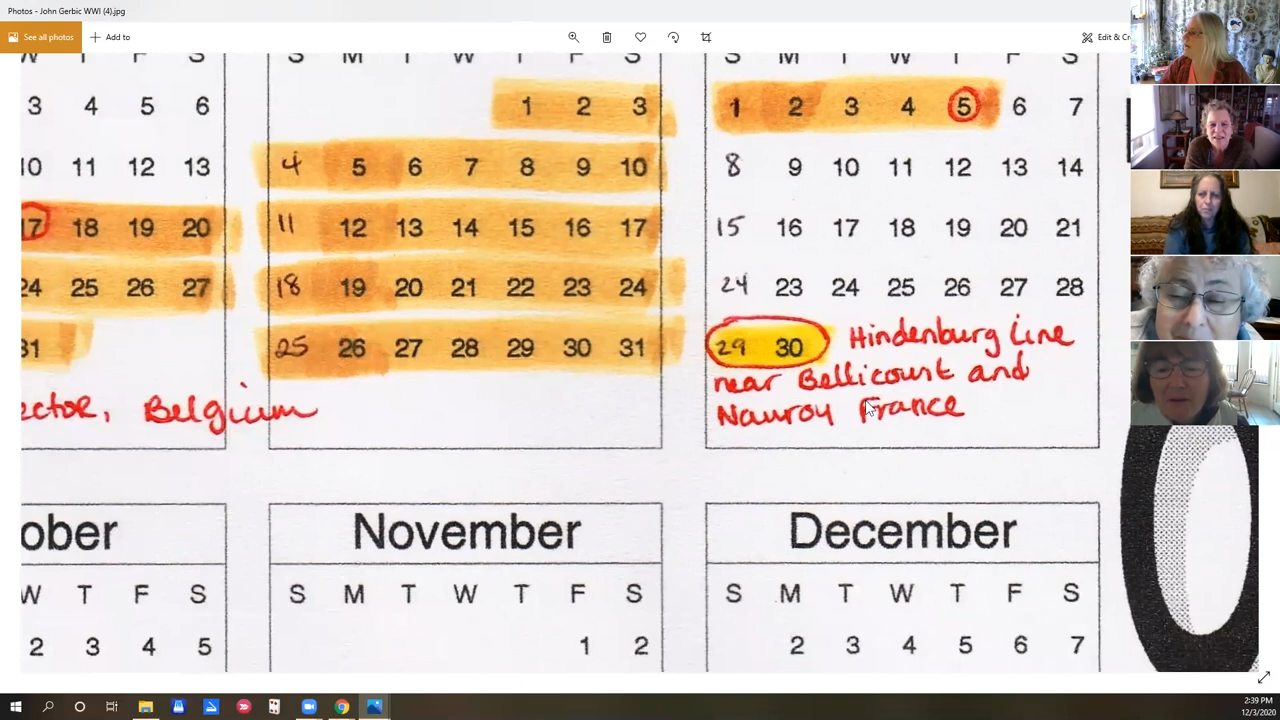 Photos - John Gerbic WWI (4).jpg
See all photos
Add to
Edit & Cr
W T F S
S M T W T F S
S M T W T F S
3 4 5 6
1 2 3
1 2 3 4 5 6 7
10 11 12 13
4 5 6 7 8 9 10
8 9 10 11 12 13 14
17 18 19 20
11 12 13 14 15 16 17
15 16 17 18 19 20 21
24 25 26 27
18 19 20 21 22 23 24
24 23 24 25 26 27 28
31
25 26 27 28 29 30 31
29 30 Hindenburg Line
near Bellicourt and
Nauroy France
ector, Belgium
ober
November
December
W T F S
S M T W T F S
S M T W T F S
2 3 4 5
1 2
2 3 4 5 6 7
2:39 PM
12/3/2020